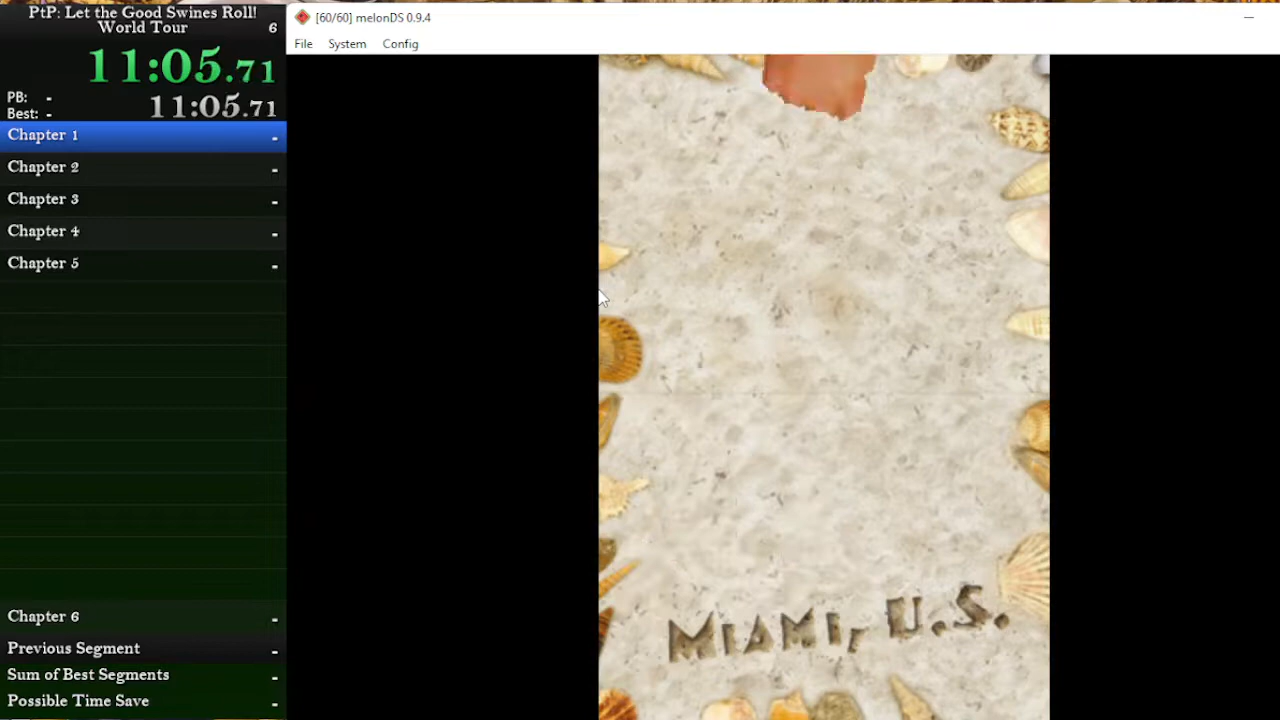 PtP: Let the Good Swines Roll!
World Tour 6
11:05.71
PB: - 11:05.71
Best: -
Chapter 1 -
Chapter 2 -
Chapter 3 -
Chapter 4 -
Chapter 5 -
Chapter 6 -
Previous Segment -
Sum of Best Segments -
Possible Time Save -
[60/60] melonDS 0.9.4
File System Config
MIAMI, U.S.